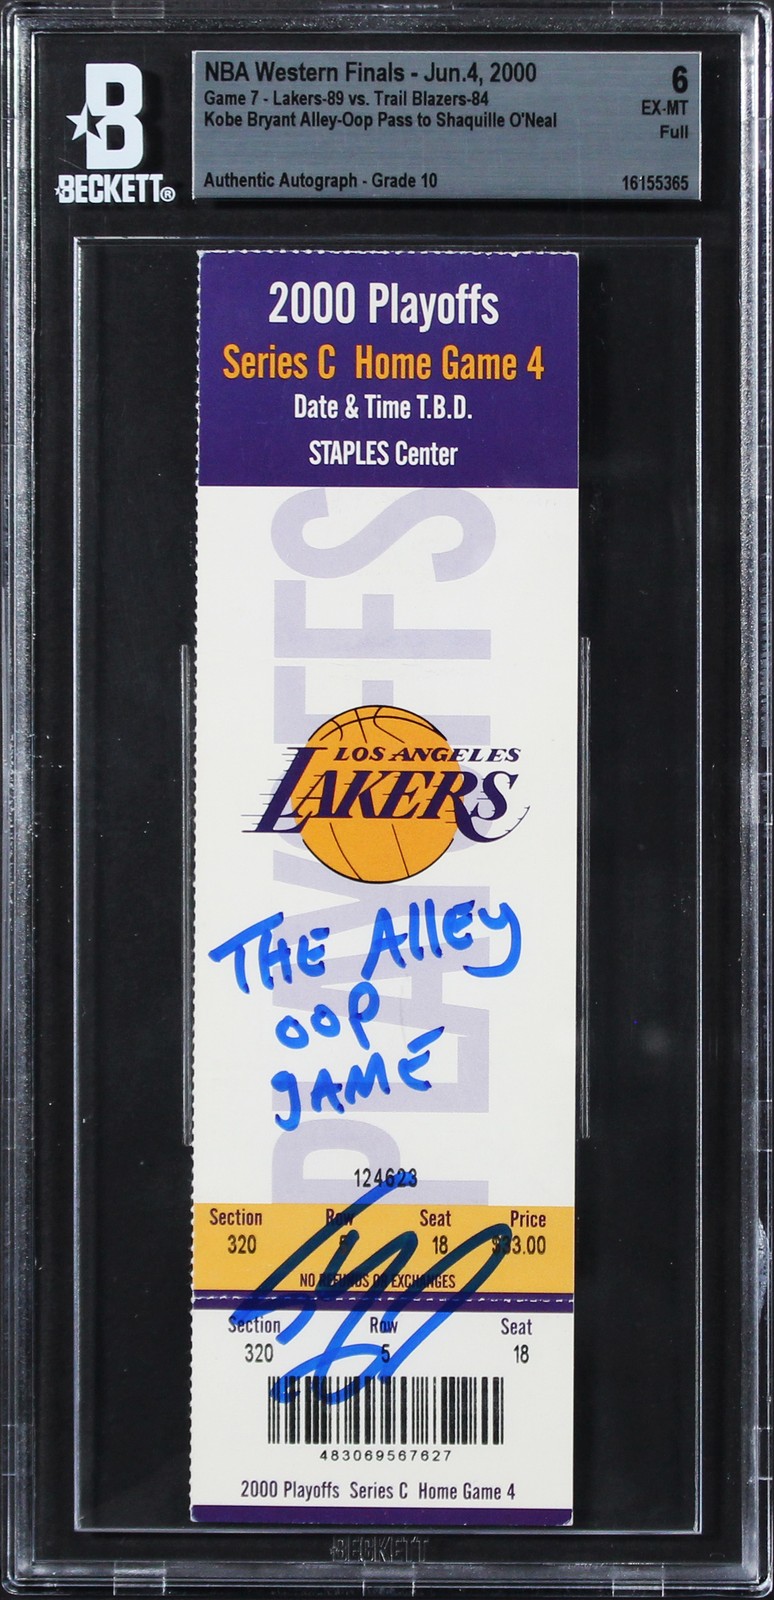 B
BECKETT®
NBA Western Finals - Jun.4, 2000
Game 7 - Lakers-89 vs. Trail Blazers-84
Kobe Bryant Alley-Oop Pass to Shaquille O'Neal
Authentic Autograph - Grade 10
6
EX-MT
Full
16155365
2000 Playoffs
Series C Home Game 4
Date & Time T.B.D.
STAPLES Center
PLAYOFFS
LOS ANGELES
LAKERS
THE Alley
OOP
GAME
124623
Section Row Seat Price
320 5 18 $33.00
NO REFUNDS OR EXCHANGES
Section Row Seat
320 5 18
483069567627
2000 Playoffs Series C Home Game 4
BECKETT